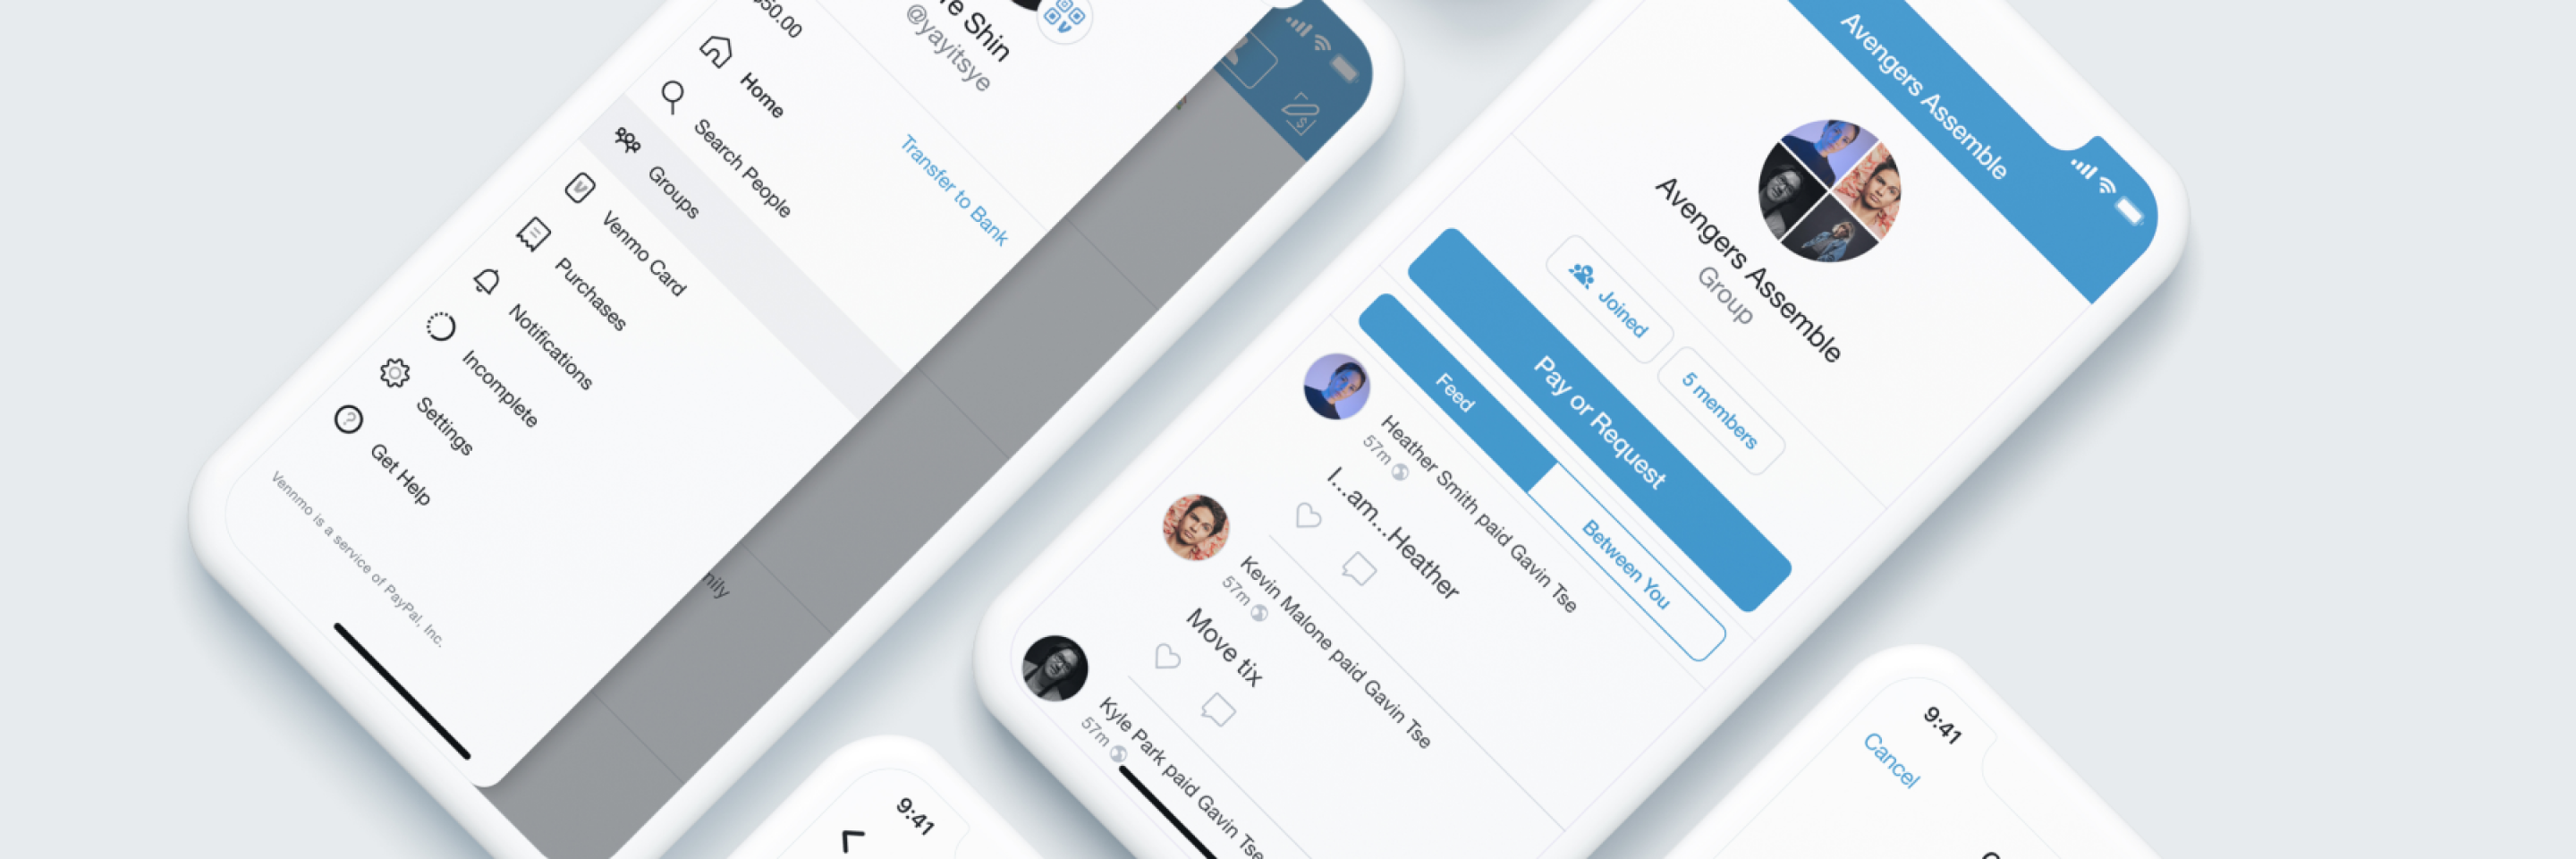 Shin
@yayitsye
$50.00
Transfer to Bank
Home
Search People
Groups
Venmo Card
Purchases
Notifications
Incomplete
Settings
Get Help
Vennmo is a service of PayPal, Inc.
9:41
Avengers Assemble
Avengers Assemble
Group
Joined
5 members
Pay or Request
Feed
Between You
Heather Smith paid Gavin Tse
57m
I...am...Heather
Kevin Malone paid Gavin Tse
57m
Move tix
Kyle Park paid Gavin Tse
57m
9:41
Cancel